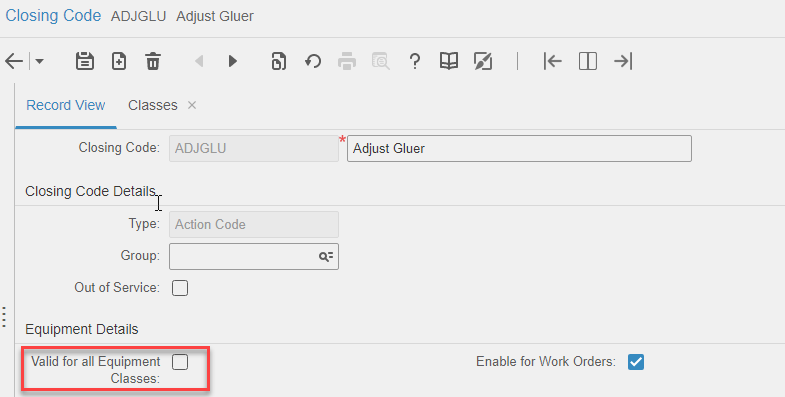 Closing Code ADJGLU Adjust Gluer
Record View Classes ×
Closing Code: ADJGLU * Adjust Gluer
Closing Code Details
Type: Action Code
Group:
Out of Service:
Equipment Details
Valid for all Equipment Classes:
Enable for Work Orders: